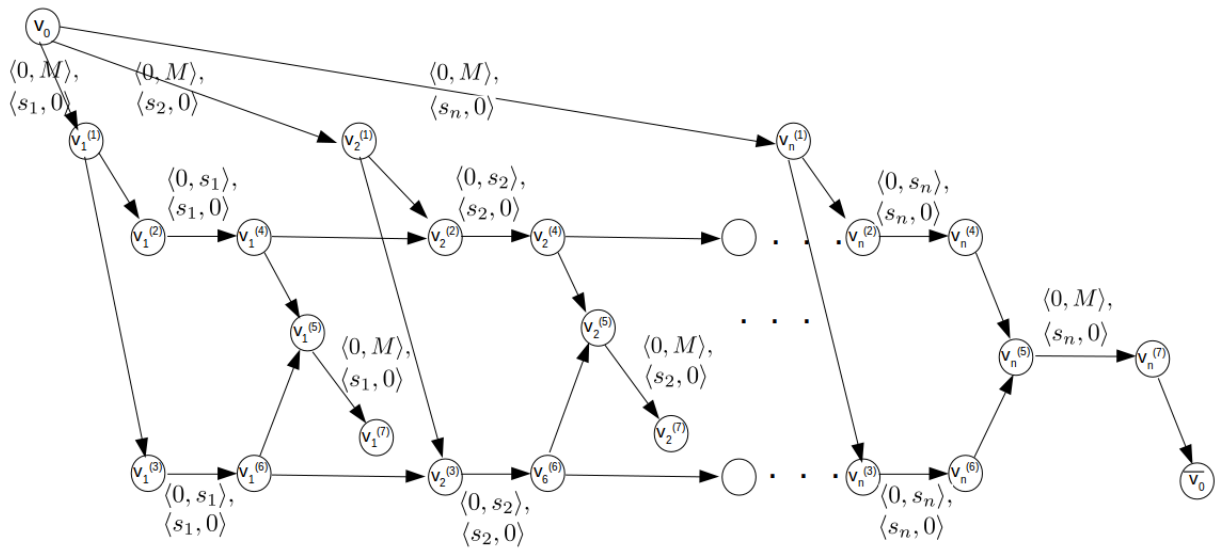 v₀
⟨0, M⟩,
⟨s₁, 0⟩
⟨0, M⟩,
⟨s₂, 0⟩
⟨0, M⟩,
⟨sₙ, 0⟩
v₁⁽¹⁾
v₂⁽¹⁾
vₙ⁽¹⁾
⟨0, s₁⟩,
⟨s₁, 0⟩
⟨0, s₂⟩,
⟨s₂, 0⟩
⟨0, sₙ⟩,
⟨sₙ, 0⟩
v₁⁽²⁾
v₁⁽⁴⁾
v₂⁽²⁾
v₂⁽⁴⁾
. . .
vₙ⁽²⁾
vₙ⁽⁴⁾
v₁⁽⁵⁾
v₂⁽⁵⁾
. . .
vₙ⁽⁵⁾
⟨0, M⟩,
⟨s₁, 0⟩
⟨0, M⟩,
⟨s₂, 0⟩
⟨0, M⟩,
⟨sₙ, 0⟩
vₙ⁽⁷⁾
v₁⁽⁷⁾
v₂⁽⁷⁾
v₁⁽³⁾
v₁⁽⁶⁾
v₂⁽³⁾
v₆⁽⁶⁾
. . .
vₙ⁽³⁾
vₙ⁽⁶⁾
v̅₀
⟨0, s₁⟩,
⟨s₁, 0⟩
⟨0, s₂⟩,
⟨s₂, 0⟩
⟨0, sₙ⟩,
⟨sₙ, 0⟩